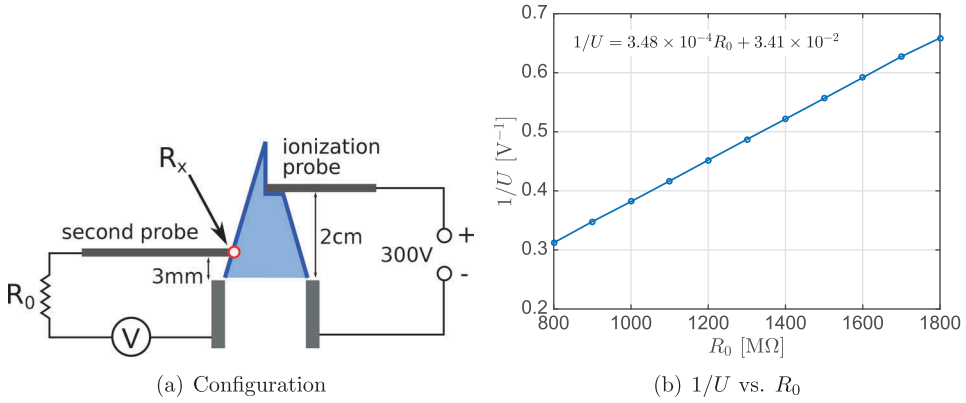 ionization
probe
Rₓ
second probe
3mm
2cm
300V
+
-
R₀
V
(a) Configuration
1/U = 3.48 × 10⁻⁴R₀ + 3.41 × 10⁻²
1/U [V⁻¹]
0.7
0.6
0.5
0.4
0.3
0.2
800 1000 1200 1400 1600 1800
R₀ [MΩ]
(b) 1/U vs. R₀